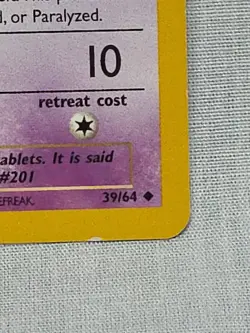 d, or Paralyzed.
10
retreat cost
ablets. It is said
#201
EFREAK. 39/64 ◆